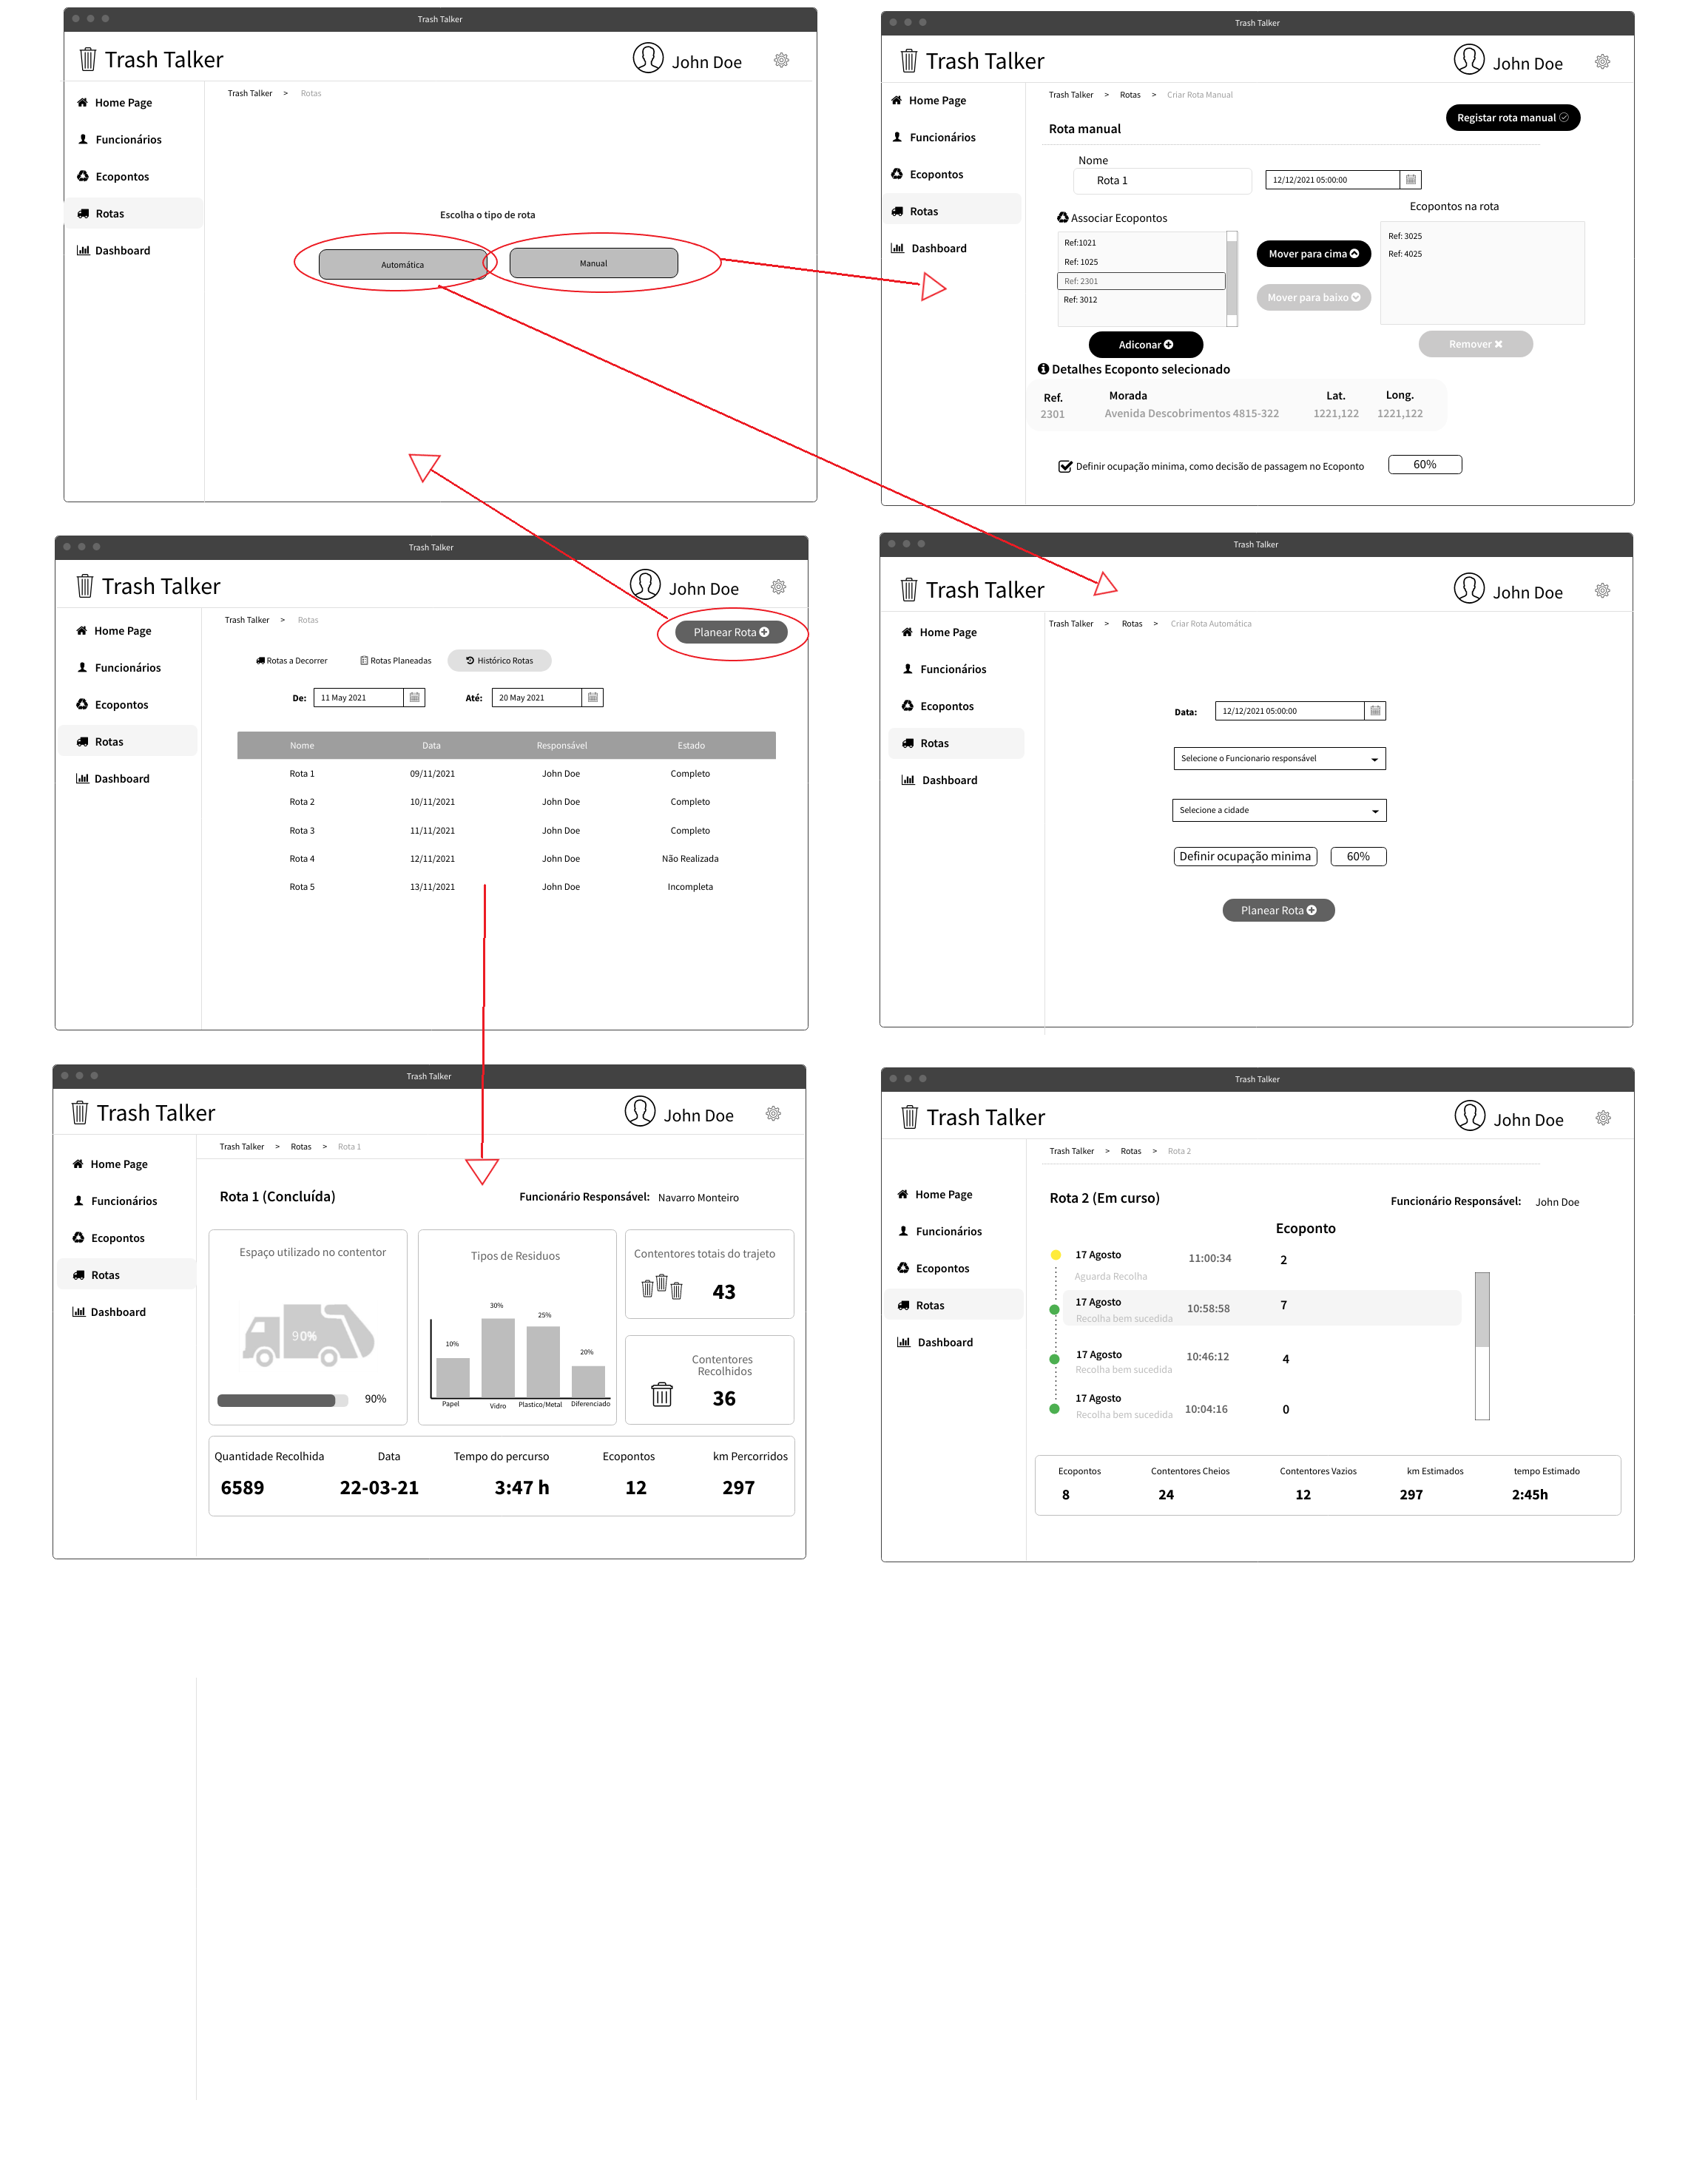 Trash Talker
Trash Talker
John Doe
Home Page
Funcionários
Ecopontos
Rotas
Dashboard
Trash Talker > Rotas
Escolha o tipo de rota
Automática
Manual
Trash Talker
Trash Talker
John Doe
Home Page
Funcionários
Ecopontos
Rotas
Dashboard
Trash Talker > Rotas > Criar Rota Manual
Registar rota manual
Rota manual
Nome
Rota 1
12/12/2021 05:00:00
Associar Ecopontos
Ecopontos na rota
Ref:1021
Ref: 1025
Ref: 2301
Ref: 3012
Mover para cima
Mover para baixo
Ref: 3025
Ref: 4025
Adiconar
Remover
Detalhes Ecoponto selecionado
Ref. Morada Lat. Long.
2301 Avenida Descobrimentos 4815-322 1221,122 1221,122
Definir ocupação minima, como decisão de passagem no Ecoponto 60%
Trash Talker
Trash Talker
John Doe
Home Page
Funcionários
Ecopontos
Rotas
Dashboard
Trash Talker > Rotas
Planear Rota
Rotas a Decorrer Rotas Planeadas Histórico Rotas
De: 11 May 2021 Até: 20 May 2021
Nome Data Responsável Estado
Rota 1 09/11/2021 John Doe Completo
Rota 2 10/11/2021 John Doe Completo
Rota 3 11/11/2021 John Doe Completo
Rota 4 12/11/2021 John Doe Não Realizada
Rota 5 13/11/2021 John Doe Incompleta
Trash Talker
Trash Talker
John Doe
Home Page
Funcionários
Ecopontos
Rotas
Dashboard
Trash Talker > Rotas > Criar Rota Automática
Data: 12/12/2021 05:00:00
Selecione o Funcionario responsável
Selecione a cidade
Definir ocupação minima 60%
Planear Rota
Trash Talker
Trash Talker
John Doe
Home Page
Funcionários
Ecopontos
Rotas
Dashboard
Trash Talker > Rotas > Rota 1
Rota 1 (Concluída)
Funcionário Responsável: Navarro Monteiro
Espaço utilizado no contentor
90%
90%
Tipos de Residuos
10%
30%
25%
20%
Papel Vidro Plastico/Metal Diferenciado
Contentores totais do trajeto
43
Contentores
Recolhidos
36
Quantidade Recolhida Data Tempo do percurso Ecopontos km Percorridos
6589 22-03-21 3:47 h 12 297
Trash Talker
Trash Talker
John Doe
Home Page
Funcionários
Ecopontos
Rotas
Dashboard
Trash Talker > Rotas > Rota 2
Rota 2 (Em curso)
Funcionário Responsável: John Doe
Ecoponto
17 Agosto 11:00:34 2
Aguarda Recolha
17 Agosto 10:58:58 7
Recolha bem sucedida
17 Agosto 10:46:12 4
Recolha bem sucedida
17 Agosto 10:04:16 0
Recolha bem sucedida
Ecopontos Contentores Cheios Contentores Vazios km Estimados tempo Estimado
8 24 12 297 2:45h